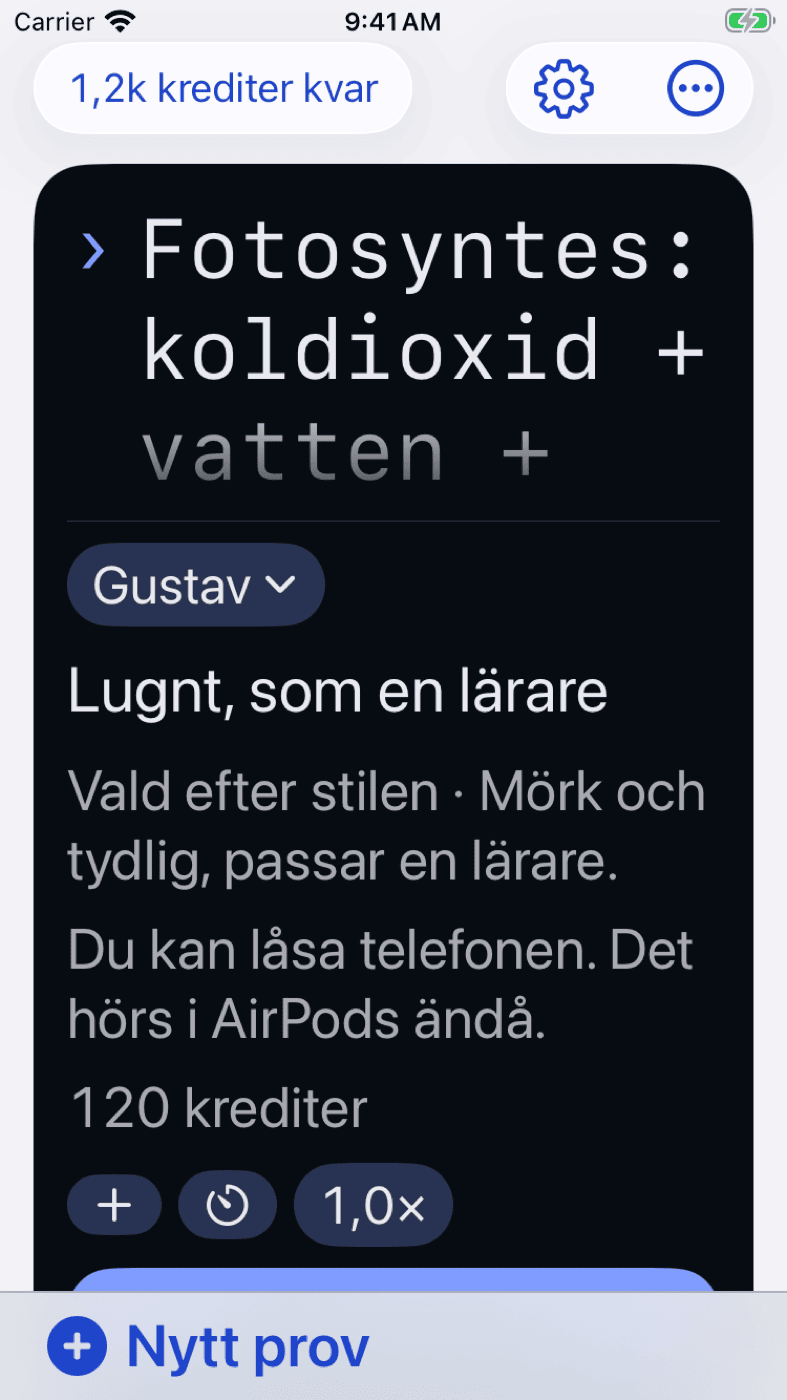 Carrier 9:41 AM
1,2k krediter kvar
› Fotosyntes:
koldioxid +
vatten +
Gustav
Lugnt, som en lärare
Vald efter stilen · Mörk och
tydlig, passar en lärare.
Du kan låsa telefonen. Det
hörs i AirPods ändå.
120 krediter
1,0×
Nytt prov